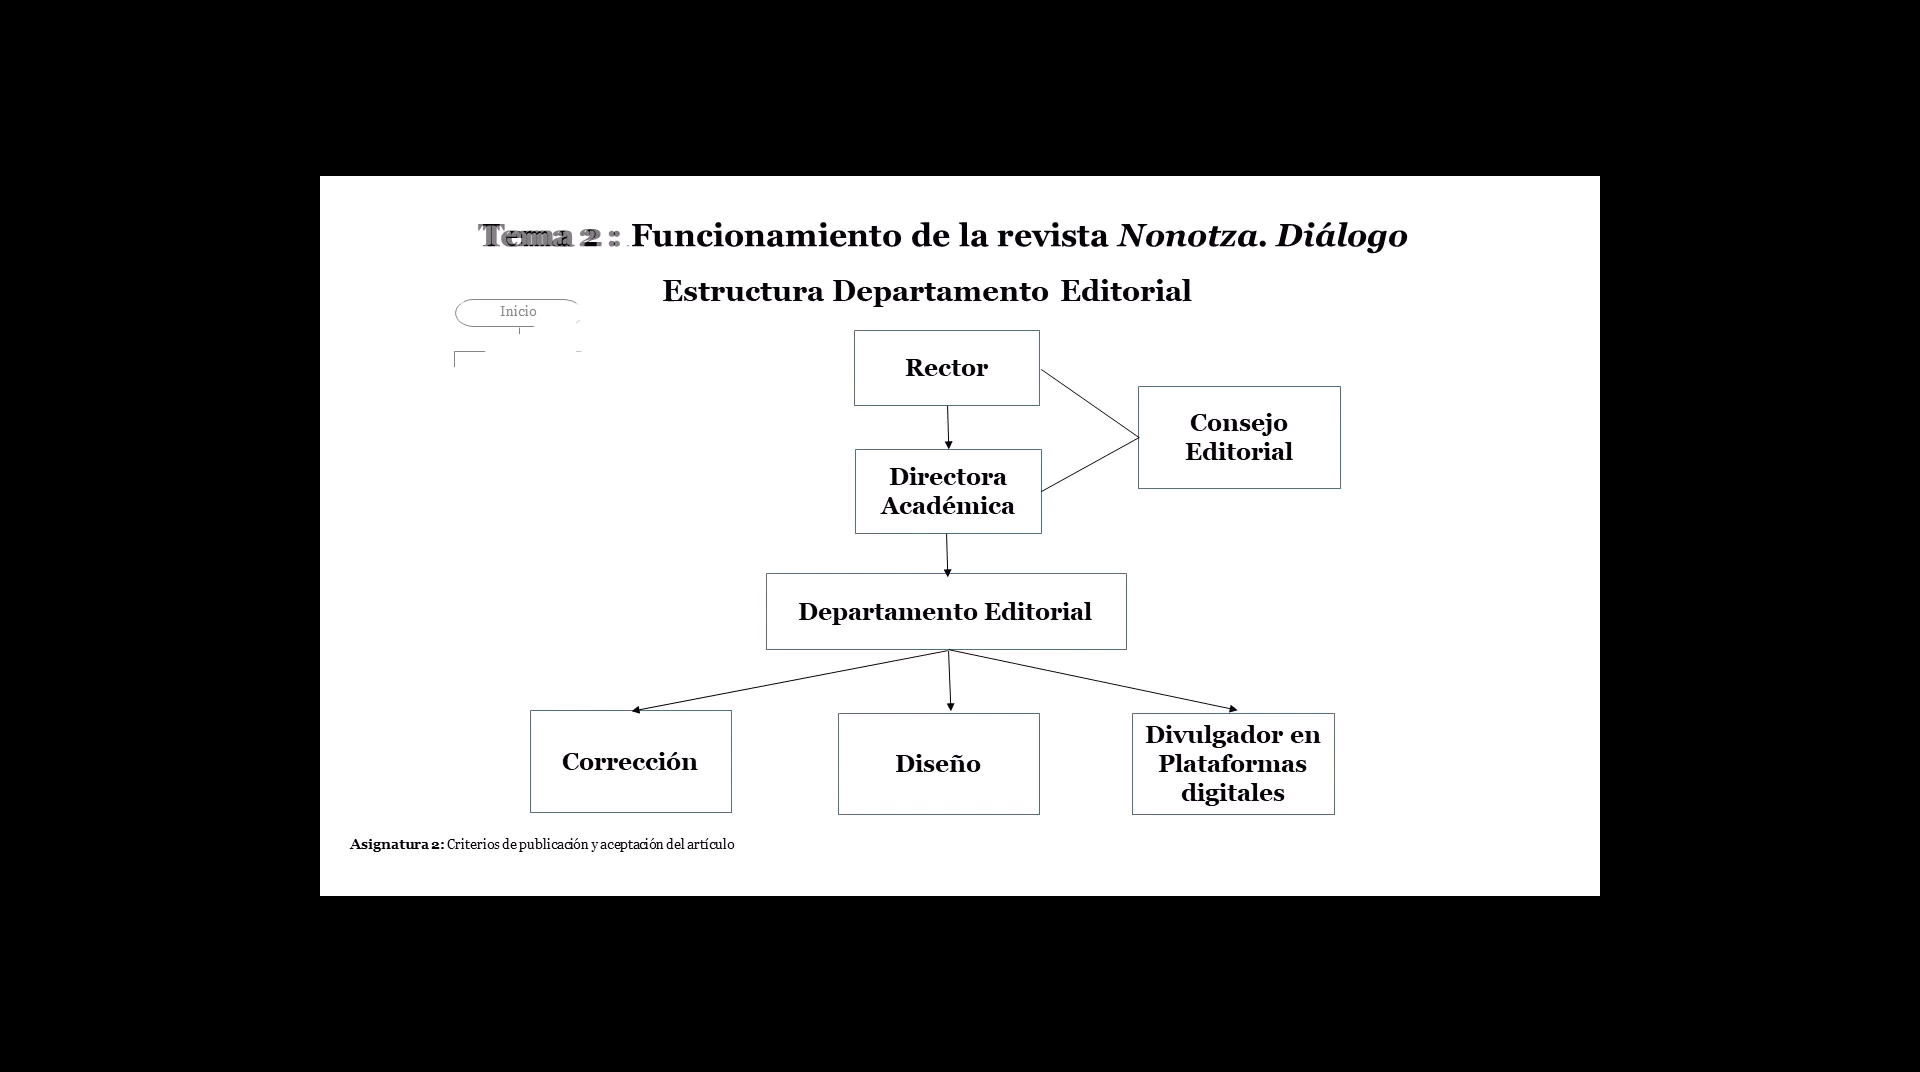 Tema 2 : Funcionamiento de la revista Nonotza. Diálogo
Estructura Departamento Editorial
Inicio
Rector
Consejo
Editorial
Directora
Académica
Departamento Editorial
Corrección
Diseño
Divulgador en
Plataformas
digitales
Asignatura 2: Criterios de publicación y aceptación del artículo